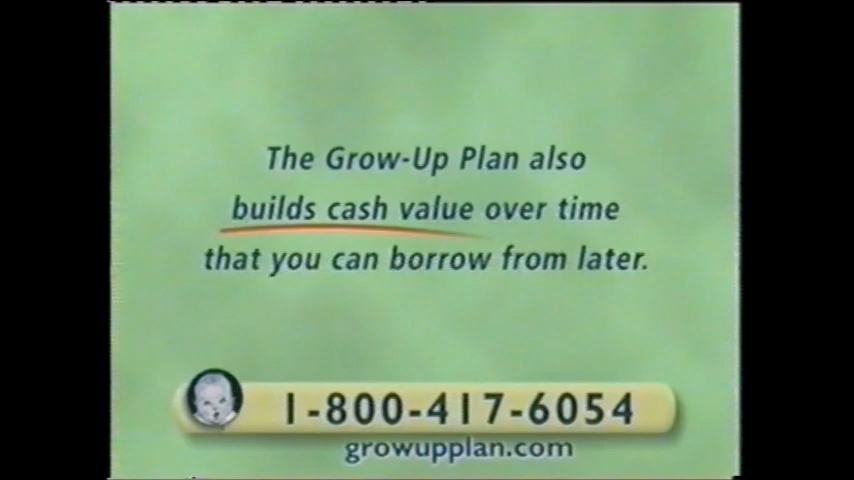 The Grow-Up Plan also
builds cash value over time
that you can borrow from later.
1-800-417-6054
growupplan.com